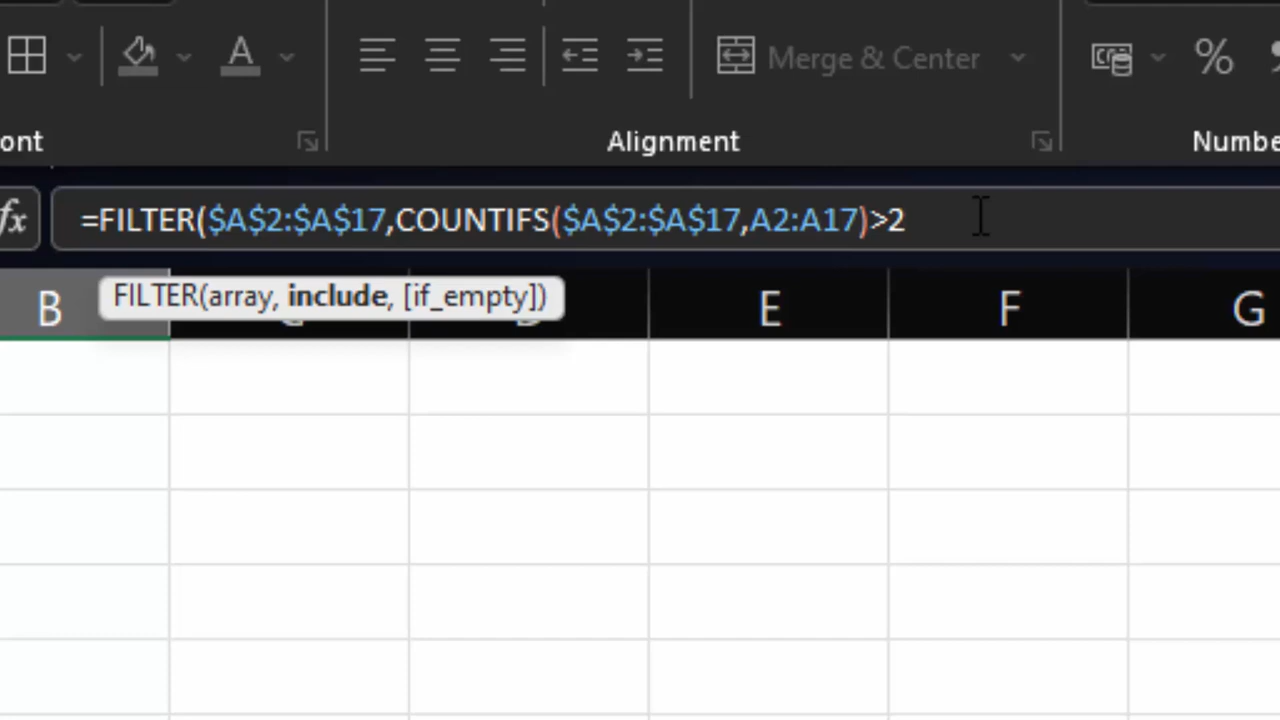 A
Merge & Center
%
ont
Alignment
Numbe
fx
=FILTER($A$2:$A$17,COUNTIFS($A$2:$A$17,A2:A17)>2
FILTER(array, include, [if_empty])
B
E
F
G